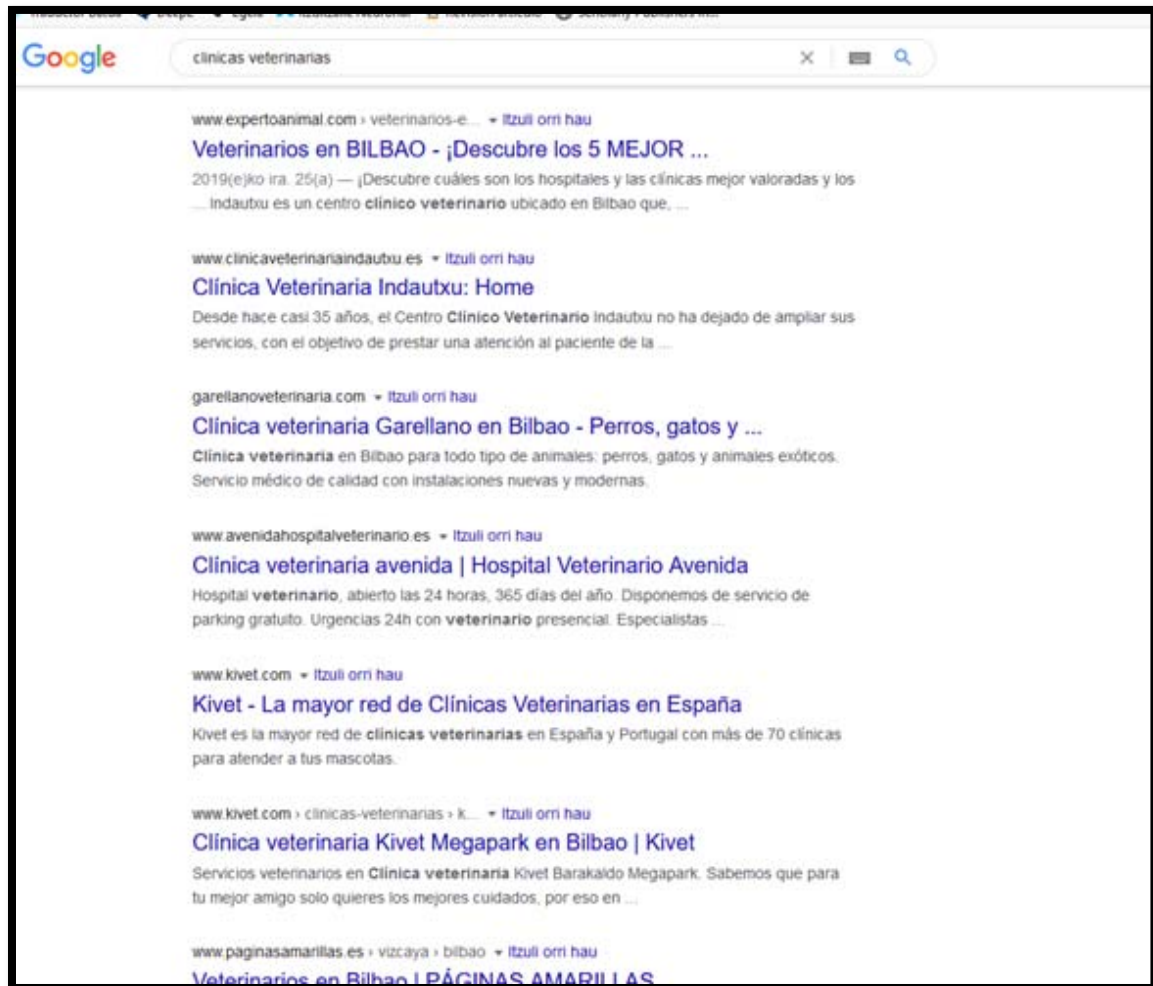 Google
clinicas veterinarias
www.expertoanimal.com › veterinarios-e... Itzuli orri hau
Veterinarios en BILBAO - ¡Descubre los 5 MEJOR ...
2019(e)ko ira. 25(a) — ¡Descubre cuáles son los hospitales y las clínicas mejor valoradas y los
... Indautxu es un centro clínico veterinario ubicado en Bilbao que, ...
www.clinicaveterinariaindautxu.es Itzuli orri hau
Clínica Veterinaria Indautxu: Home
Desde hace casi 35 años, el Centro Clínico Veterinario Indautxu no ha dejado de ampliar sus
servicios, con el objetivo de prestar una atención al paciente de la ...
garellanoveterinaria.com Itzuli orri hau
Clínica veterinaria Garellano en Bilbao - Perros, gatos y ...
Clínica veterinaria en Bilbao para todo tipo de animales: perros, gatos y animales exóticos.
Servicio médico de calidad con instalaciones nuevas y modernas.
www.avenidahospitalveterinario.es Itzuli orri hau
Clínica veterinaria avenida | Hospital Veterinario Avenida
Hospital veterinario, abierto las 24 horas, 365 días del año. Disponemos de servicio de
parking gratuito. Urgencias 24h con veterinario presencial. Especialistas ...
www.kivet.com Itzuli orri hau
Kivet - La mayor red de Clínicas Veterinarias en España
Kivet es la mayor red de clínicas veterinarias en España y Portugal con más de 70 clínicas
para atender a tus mascotas.
www.kivet.com › clinicas-veterinarias › k... Itzuli orri hau
Clínica veterinaria Kivet Megapark en Bilbao | Kivet
Servicios veterinarios en Clínica veterinaria Kivet Barakaldo Megapark. Sabemos que para
tu mejor amigo solo quieres los mejores cuidados, por eso en ...
www.paginasamarillas.es › vizcaya › bilbao Itzuli orri hau
Veterinarios en Bilbao | PÁGINAS AMARILLAS